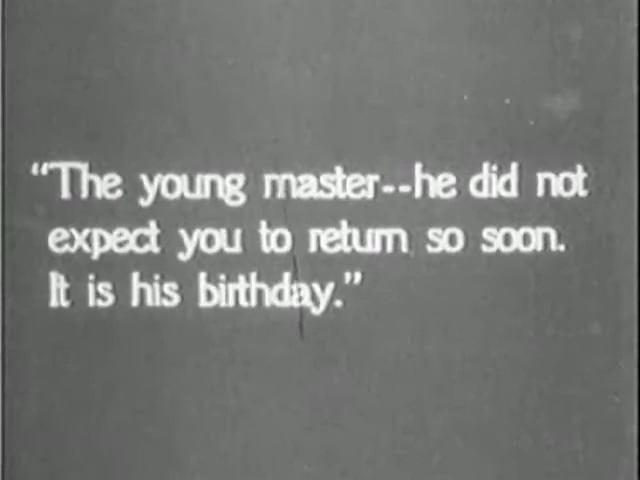 “The young master--he did not
expect you to return so soon.
It is his birthday.”